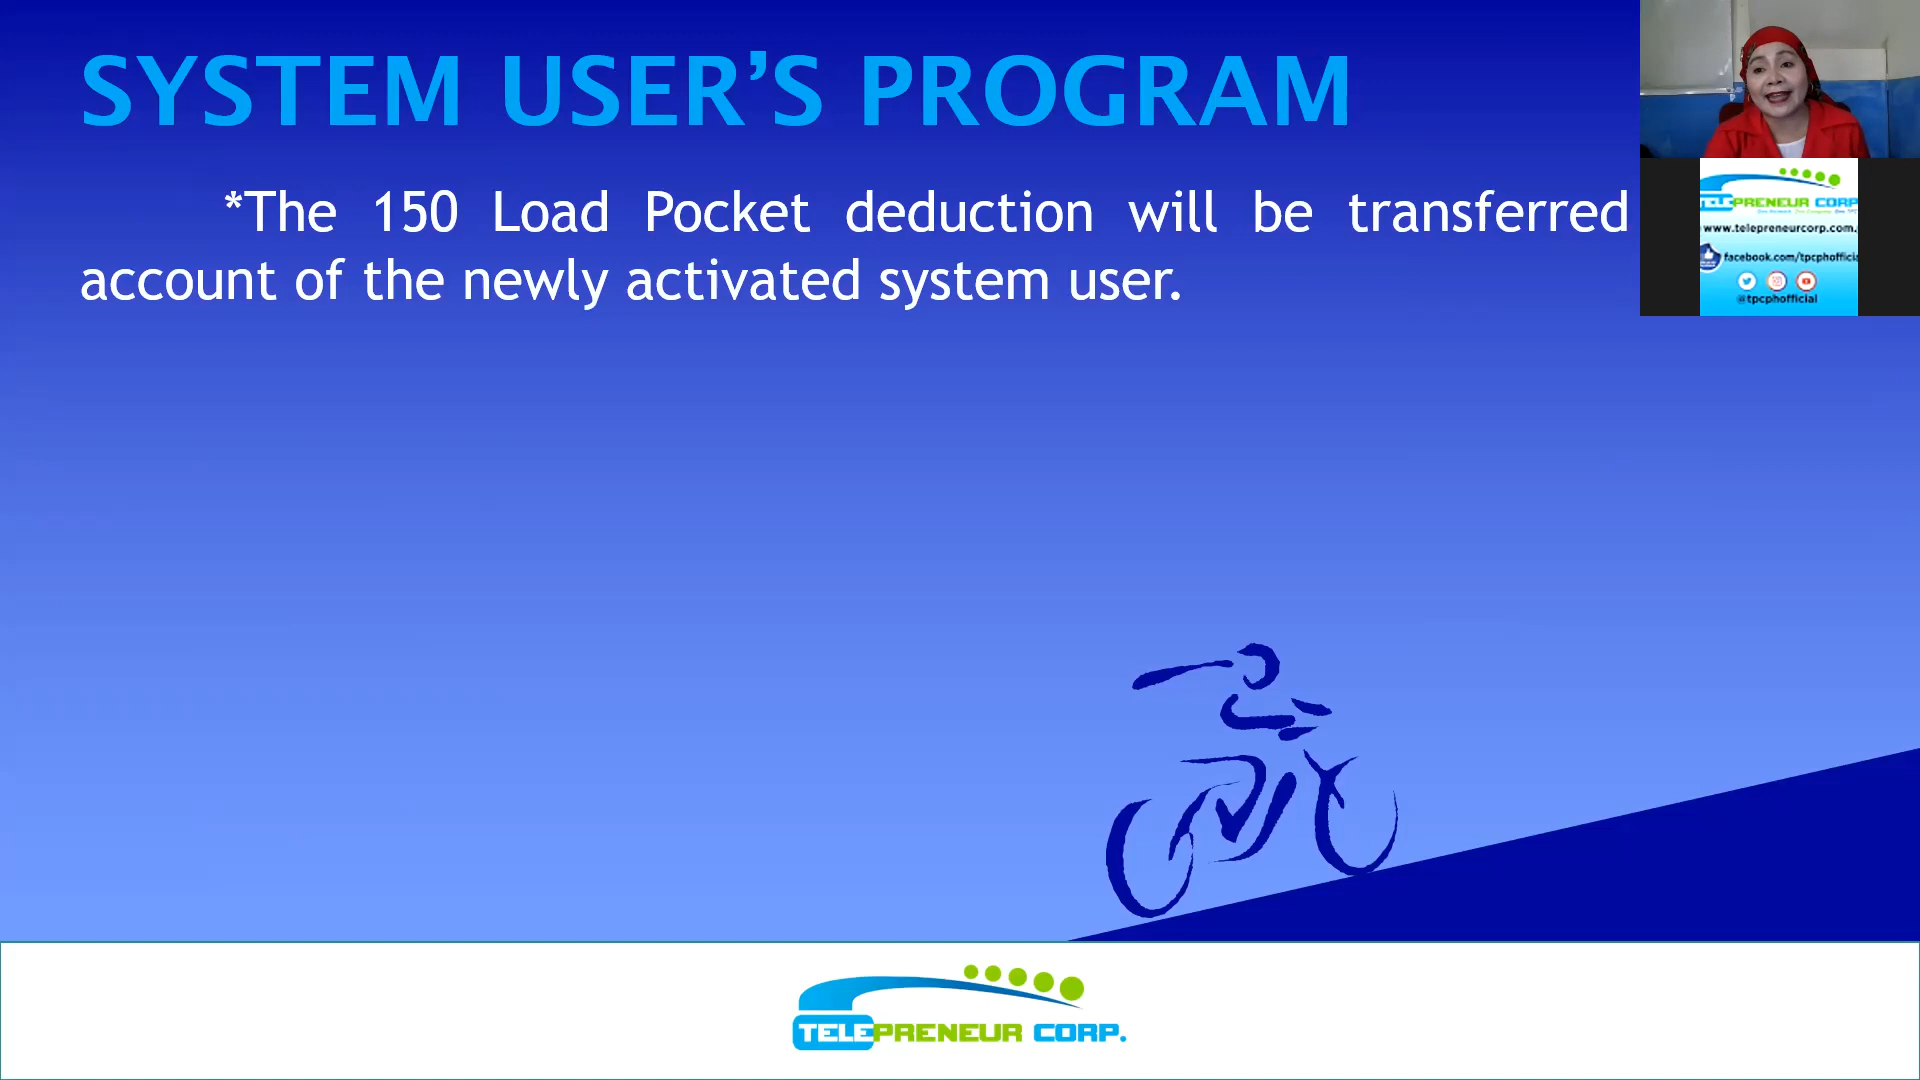 SYSTEM USER’S PROGRAM
*The 150 Load Pocket deduction will be transferred
account of the newly activated system user.
TELEPRENEUR CORP.
www.telepreneurcorp.com.
facebook.com/tpcphofficia
@tpcphofficial
TELEPRENEUR CORP.